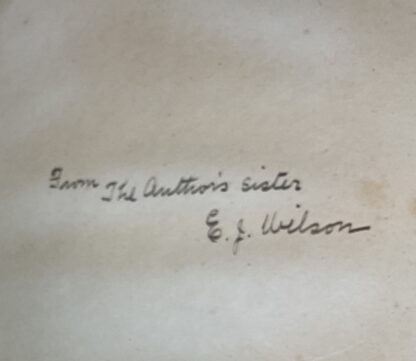 From The Author's sister
E. J. Wilson